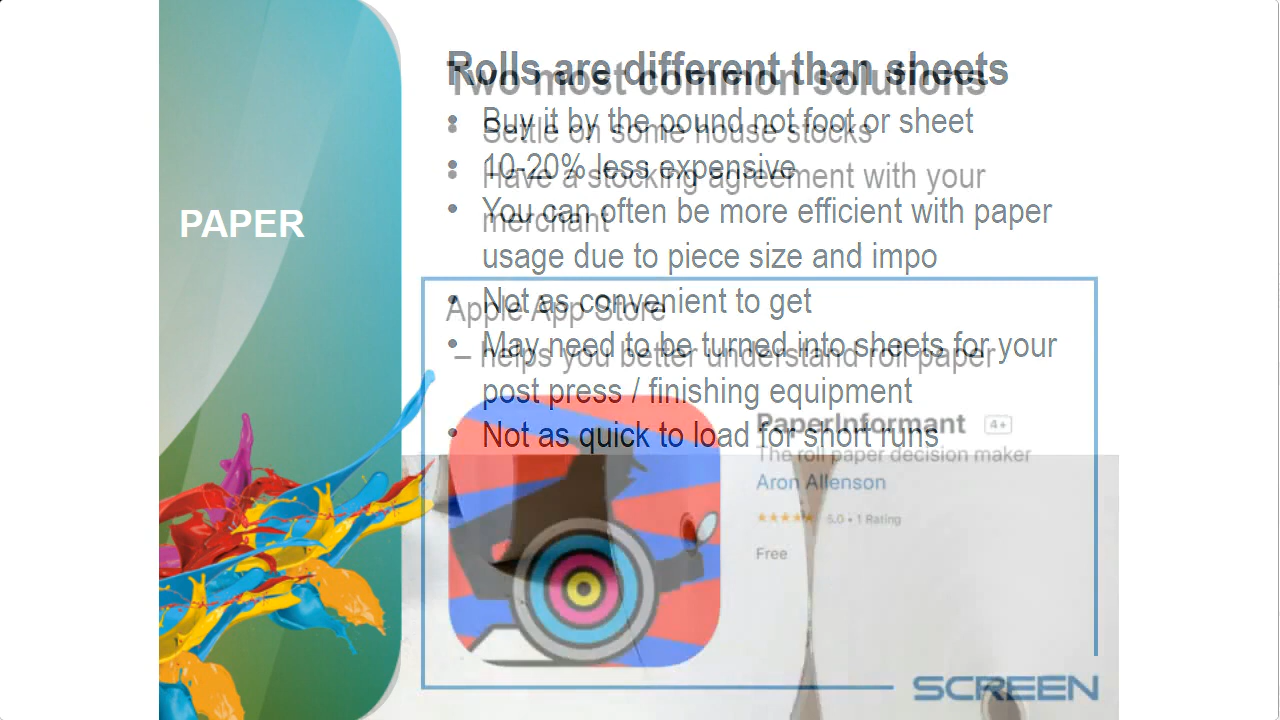 PAPER
Rolls are different than sheets
• Buy it by the pound not foot or sheet
• 10-20% less expensive
• You can often be more efficient with paper
usage due to piece size and impo
• Not as convenient to get
• May need to be turned into sheets for your
post press / finishing equipment
• Not as quick to load for short runs
Two most common solutions
• Settle on some house stocks
• Have a stocking agreement with your
merchant
Apple App Store
– helps you better understand roll paper
PaperInformant 4+
The roll paper decision maker
Aron Allenson
★★★★★ 5.0 • 1 Rating
Free
SCREEN